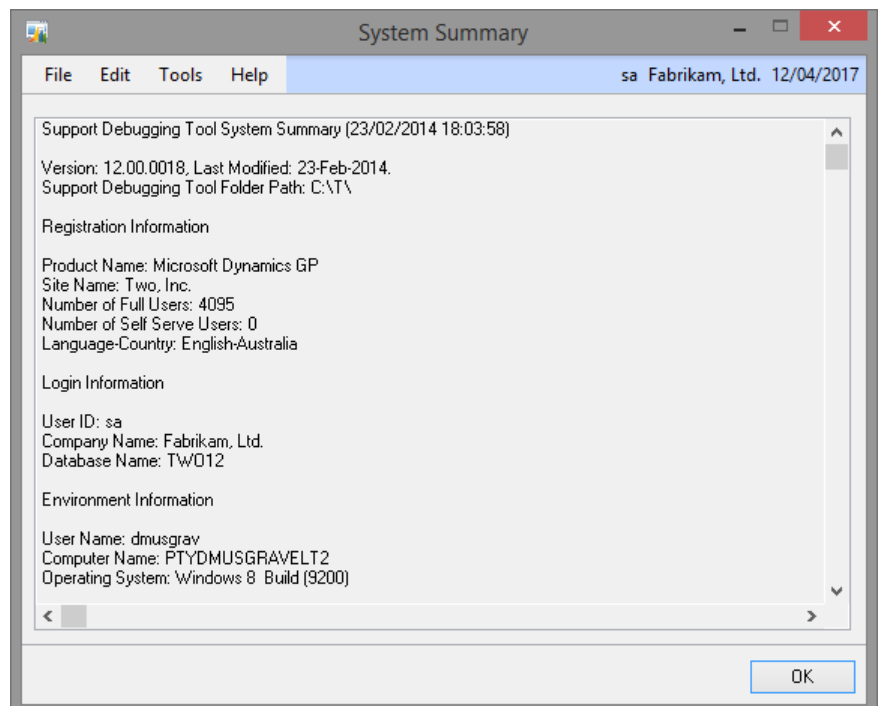 System Summary
File Edit Tools Help sa Fabrikam, Ltd. 12/04/2017
Support Debugging Tool System Summary (23/02/2014 18:03:58)
Version: 12.00.0018, Last Modified: 23-Feb-2014.
Support Debugging Tool Folder Path: C:\T\
Registration Information
Product Name: Microsoft Dynamics GP
Site Name: Two, Inc.
Number of Full Users: 4095
Number of Self Serve Users: 0
Language-Country: English-Australia
Login Information
User ID: sa
Company Name: Fabrikam, Ltd.
Database Name: TWO12
Environment Information
User Name: dmusgrav
Computer Name: PTYDMUSGRAVELT2
Operating System: Windows 8  Build (9200)
OK